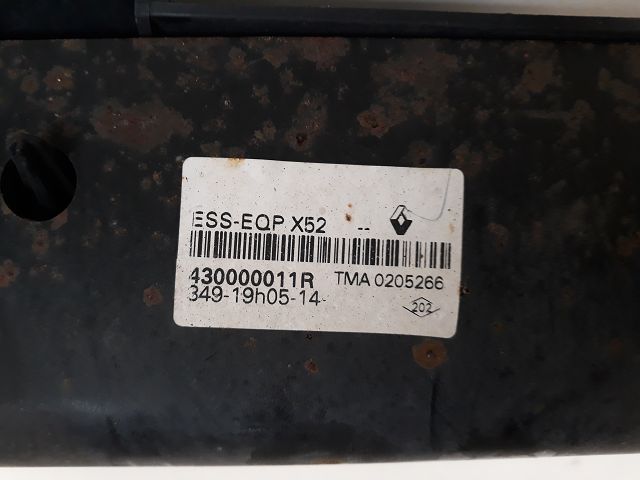 ESS-EQP X52 --
430000011R TMA 0205266
349-19h05-14-
202